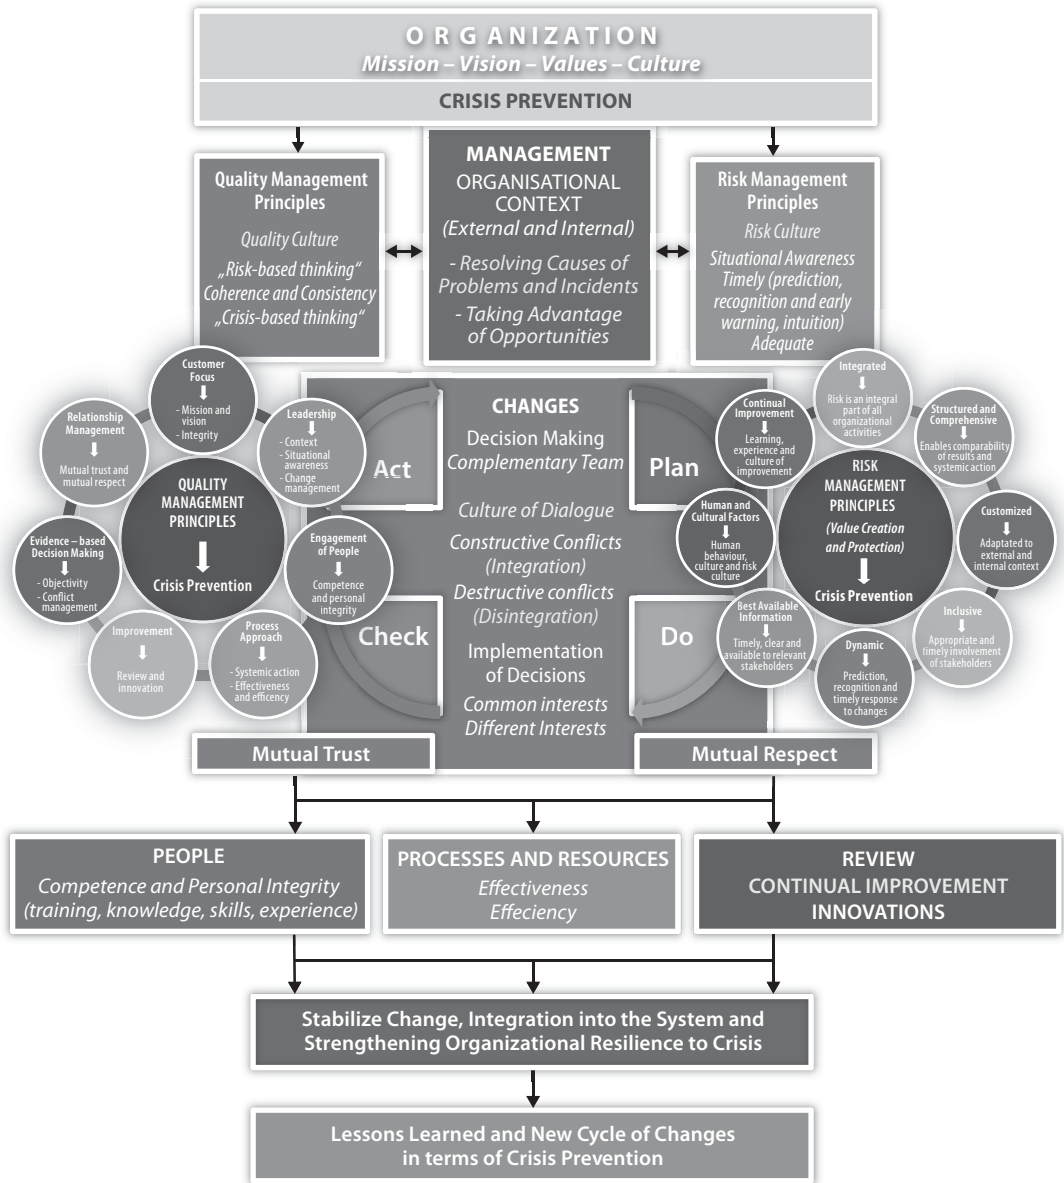 ORGANIZATION
Mission – Vision – Values – Culture
CRISIS PREVENTION
Quality Management
Principles
Quality Culture
„Risk-based thinking“
Coherence and Consistency
„Crisis-based thinking“
MANAGEMENT
ORGANISATIONAL
CONTEXT
(External and Internal)
- Resolving Causes of
Problems and Incidents
- Taking Advantage
of Opportunities
Risk Management
Principles
Risk Culture
Situational Awareness
Timely (prediction,
recognition and early
warning, intuition)
Adequate
Customer
Focus
- Mission and
vision
- Integrity
Relationship
Management
Mutual trust and
mutual respect
Leadership
- Context
- Situational
awareness
- Change
management
QUALITY
MANAGEMENT
PRINCIPLES
Crisis Prevention
Evidence – based
Decision Making
- Objectivity
- Conflict
management
Engagement
of People
Competence
and personal
integrity
Improvement
Review and
innovation
Process
Approach
- Systemic action
- Effectiveness
and efficency
Act
Plan
Check
Do
CHANGES
Decision Making
Complementary Team
Culture of Dialogue
Constructive Conflicts
(Integration)
Destructive conflicts
(Disintegration)
Implementation
of Decisions
Common interests
Different Interests
Integrated
Risk is an integral
part of all
organizational
activities
Continual
Improvement
Learning,
experience and
culture of
improvement
Structured and
Comprehensive
Enables comparability
of results and
systemic action
RISK
MANAGEMENT
PRINCIPLES
(Value Creation
and Protection)
Crisis Prevention
Human and
Cultural Factors
Human
behaviour,
culture and risk
culture
Customized
Adaptated to
external and
internal context
Best Available
Information
Timely, clear and
available to relevant
stakeholders
Inclusive
Appropriate and
timely involvement
of stakeholders
Dynamic
Prediction,
recognition and
timely response
to changes
Mutual Trust
Mutual Respect
PEOPLE
Competence and Personal Integrity
(training, knowledge, skills, experience)
PROCESSES AND RESOURCES
Effectiveness
Effeciency
REVIEW
CONTINUAL IMPROVEMENT
INNOVATIONS
Stabilize Change, Integration into the System and
Strengthening Organizational Resilience to Crisis
Lessons Learned and New Cycle of Changes
in terms of Crisis Prevention